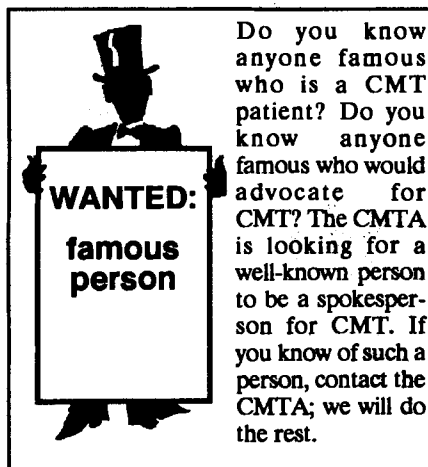 WANTED:
famous
person
Do you know
anyone famous
who is a CMT
patient? Do you
know anyone
famous who would
advocate for
CMT? The CMTA
is looking for a
well-known person
to be a spokesper-
son for CMT. If
you know of such a
person, contact the
CMTA; we will do
the rest.